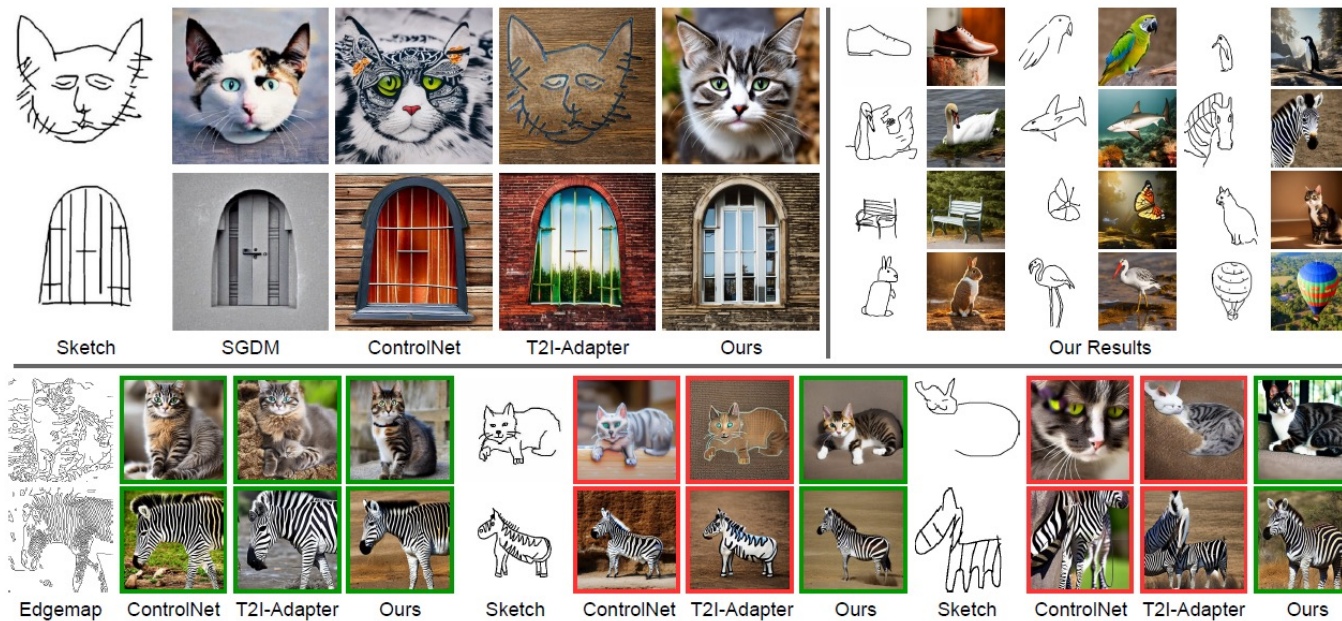 Sketch SGDM ControlNet T2I-Adapter Ours
Our Results
Edgemap ControlNet T2I-Adapter Ours Sketch ControlNet T2I-Adapter Ours Sketch ControlNet T2I-Adapter Ours